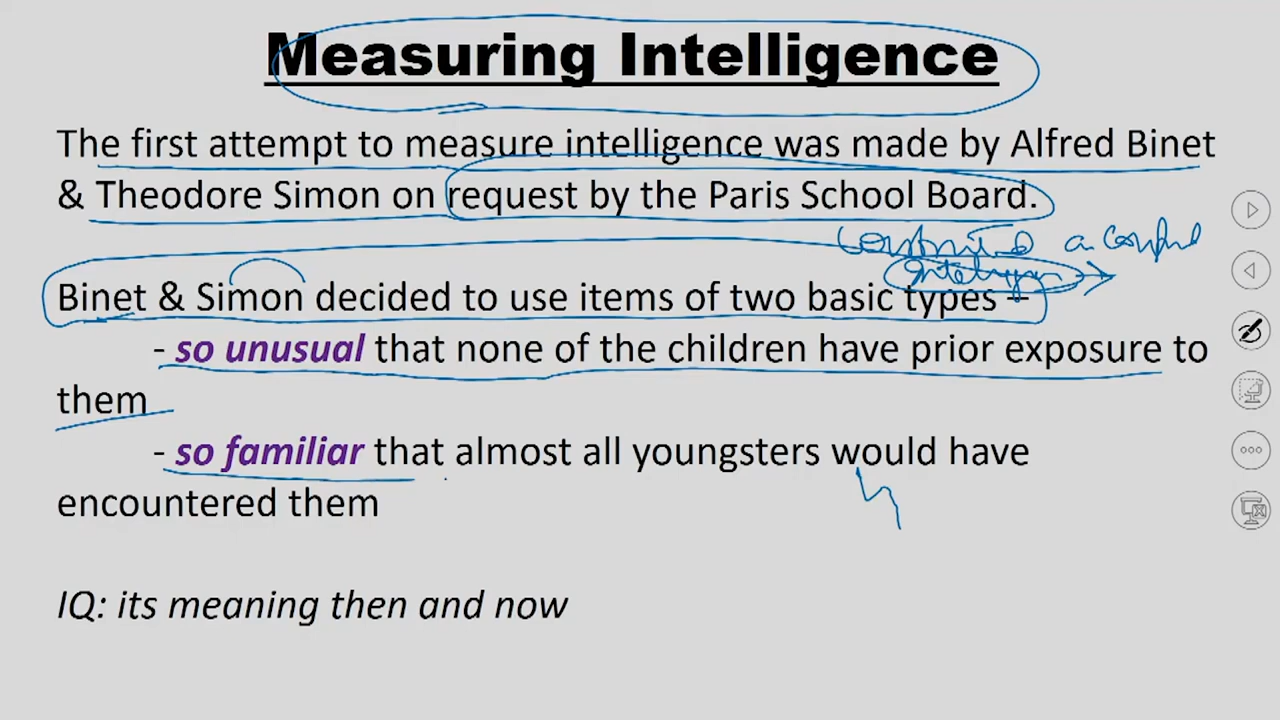 Measuring Intelligence
The first attempt to measure intelligence was made by Alfred Binet
& Theodore Simon on request by the Paris School Board.
Binet & Simon decided to use items of two basic types –
- so unusual that none of the children have prior exposure to
them
- so familiar that almost all youngsters would have
encountered them
IQ: its meaning then and now